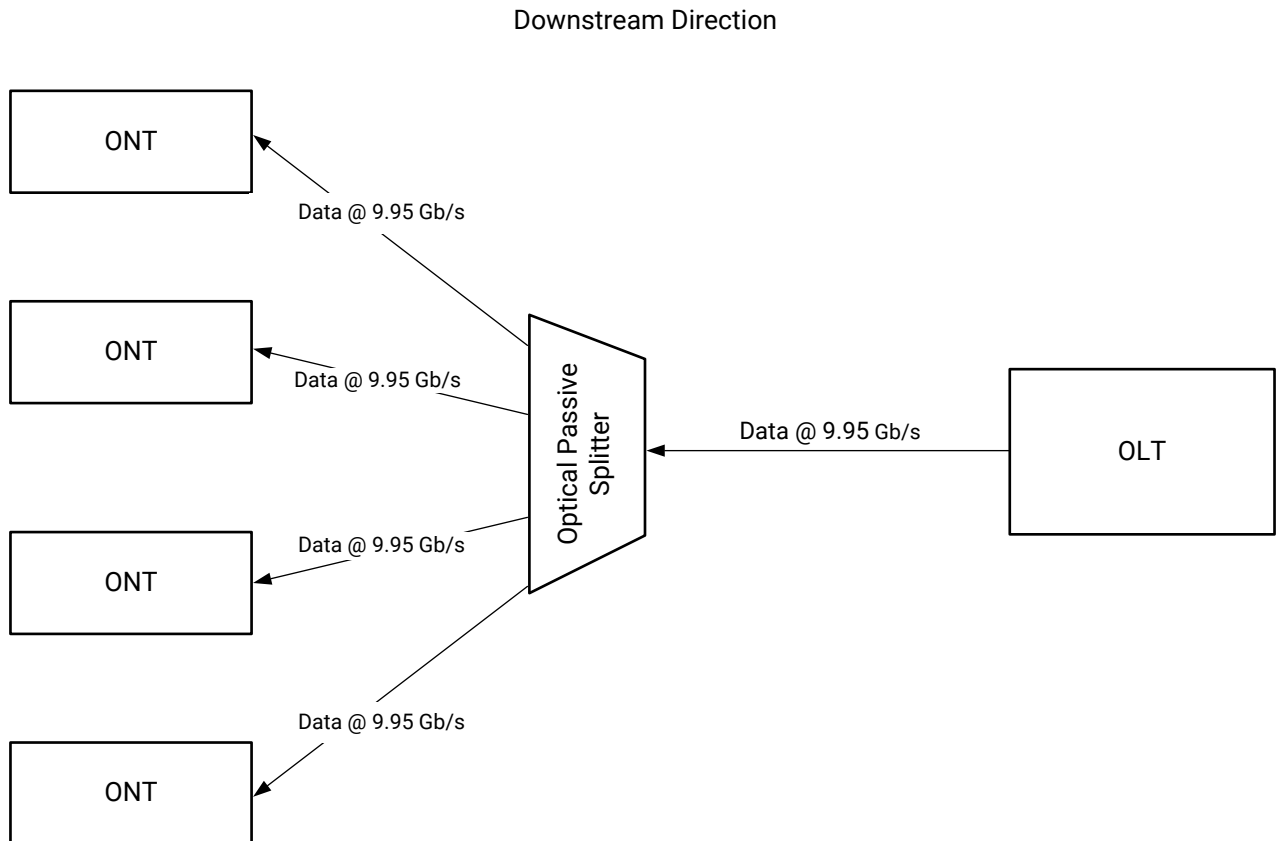 Downstream Direction
ONT
Data @ 9.95 Gb/s
ONT
Data @ 9.95 Gb/s
Optical Passive
Splitter
Data @ 9.95 Gb/s
OLT
Data @ 9.95 Gb/s
ONT
Data @ 9.95 Gb/s
ONT